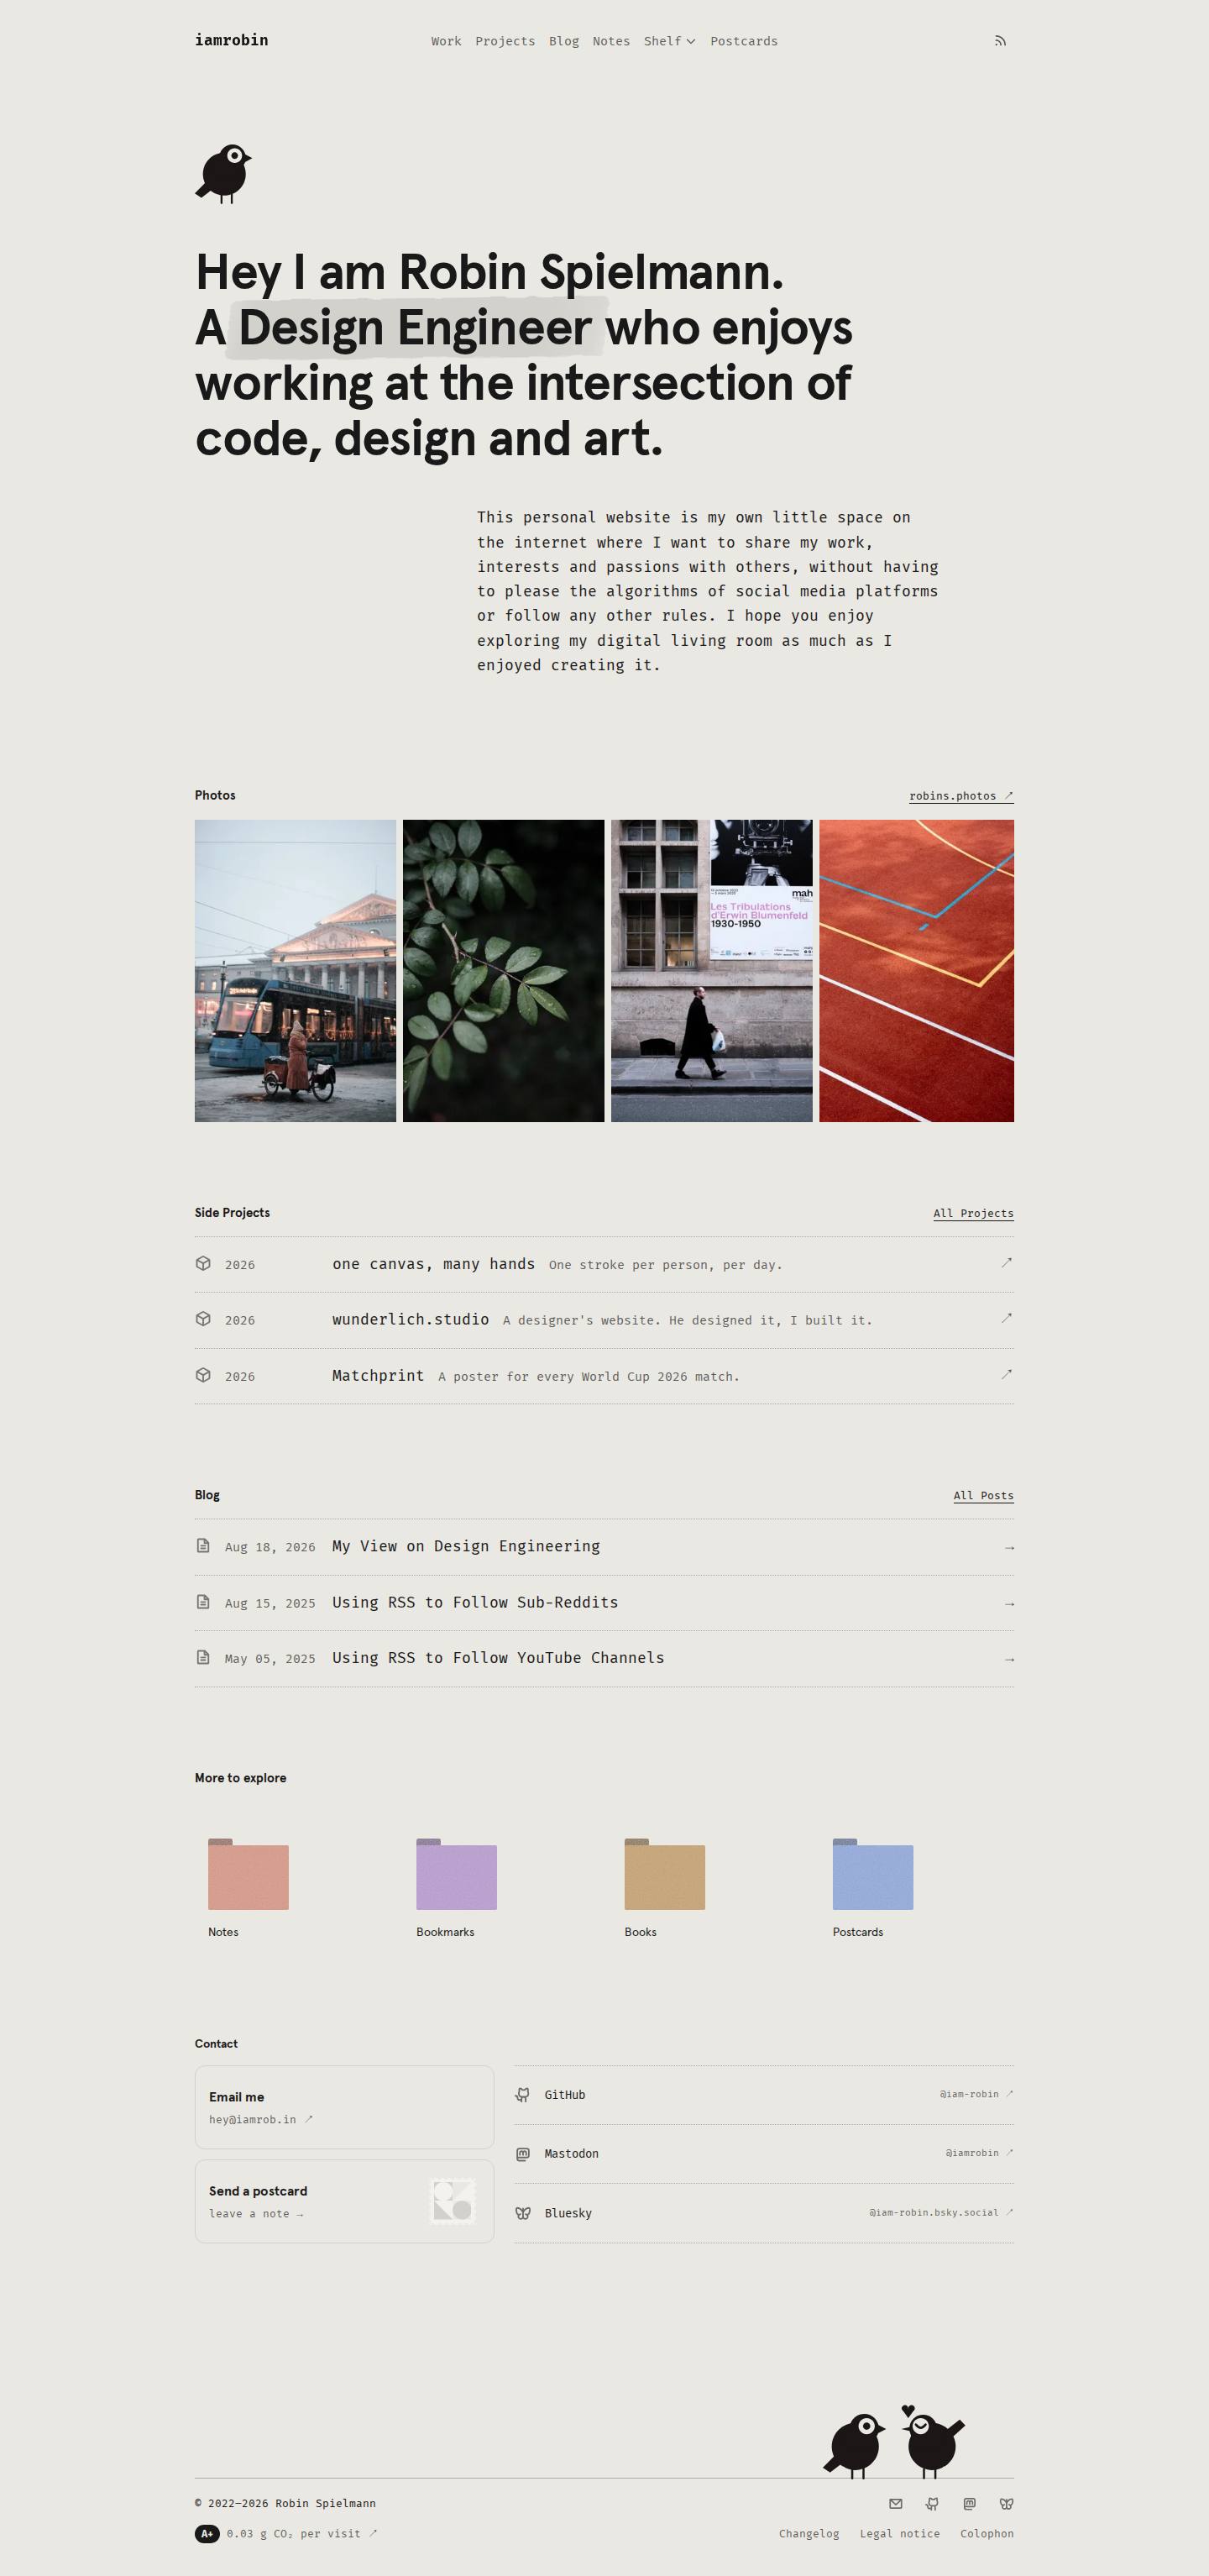 iamrobin
Work Projects Blog Notes Shelf Postcards
Hey I am Robin Spielmann.
A Design Engineer who enjoys
working at the intersection of
code, design and art.
This personal website is my own little space on
the internet where I want to share my work,
interests and passions with others, without having
to please the algorithms of social media platforms
or follow any other rules. I hope you enjoy
exploring my digital living room as much as I
enjoyed creating it.
Photos
robins.photos ↗
mah
Les Tribulations
d'Erwin Blumenfeld
1930-1950
Side Projects
All Projects
2026 one canvas, many hands One stroke per person, per day. ↗
2026 wunderlich.studio A designer's website. He designed it, I built it. ↗
2026 Matchprint A poster for every World Cup 2026 match. ↗
Blog
All Posts
Aug 18, 2026 My View on Design Engineering →
Aug 15, 2025 Using RSS to Follow Sub-Reddits →
May 05, 2025 Using RSS to Follow YouTube Channels →
More to explore
Notes
Bookmarks
Books
Postcards
Contact
Email me
hey@iamrob.in ↗
Send a postcard
leave a note →
GitHub @iam-robin ↗
Mastodon @iamrobin ↗
Bluesky @iam-robin.bsky.social ↗
© 2022–2026 Robin Spielmann
A+ 0.03 g CO₂ per visit ↗
Changelog Legal notice Colophon